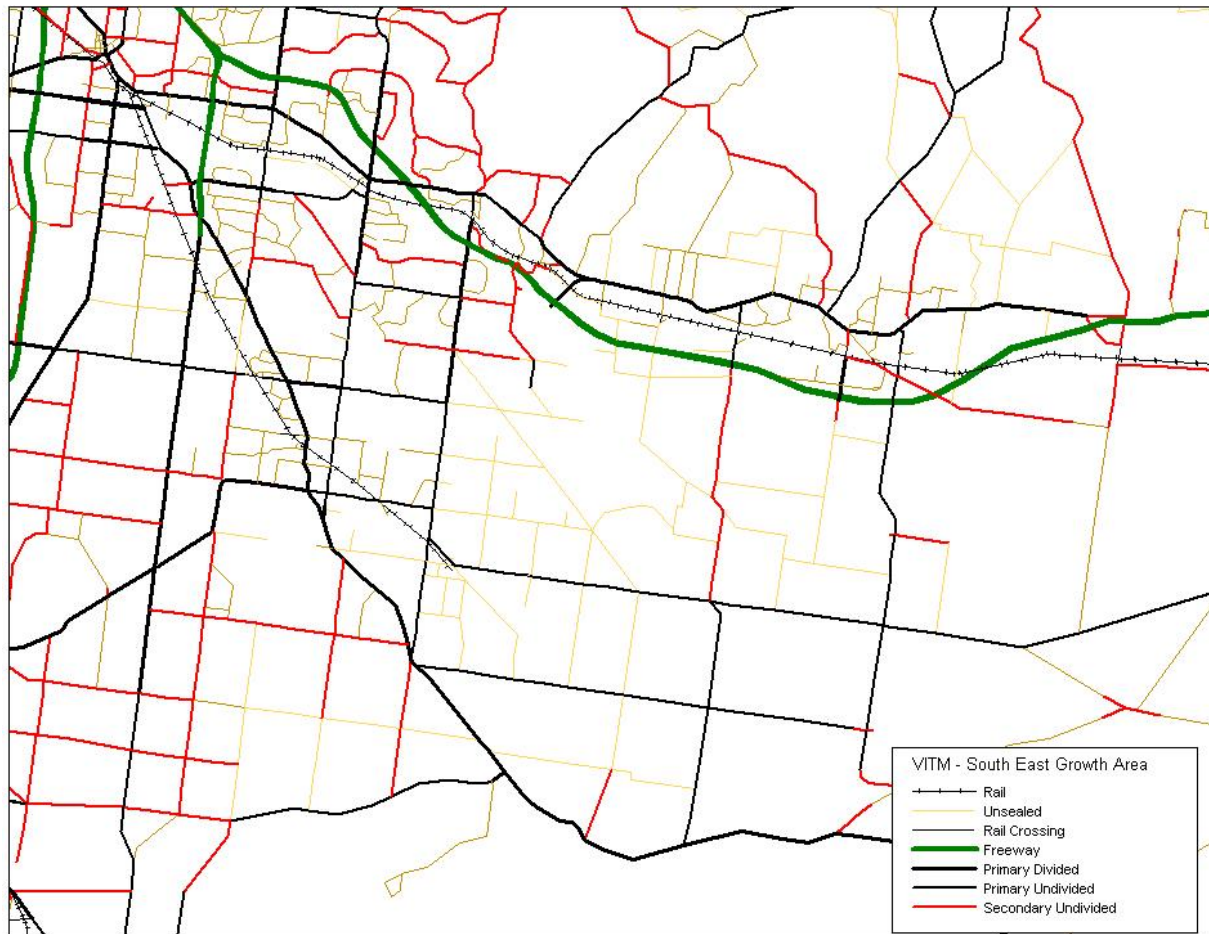 VITM - South East Growth Area
Rail
Unsealed
Rail Crossing
Freeway
Primary Divided
Primary Undivided
Secondary Undivided